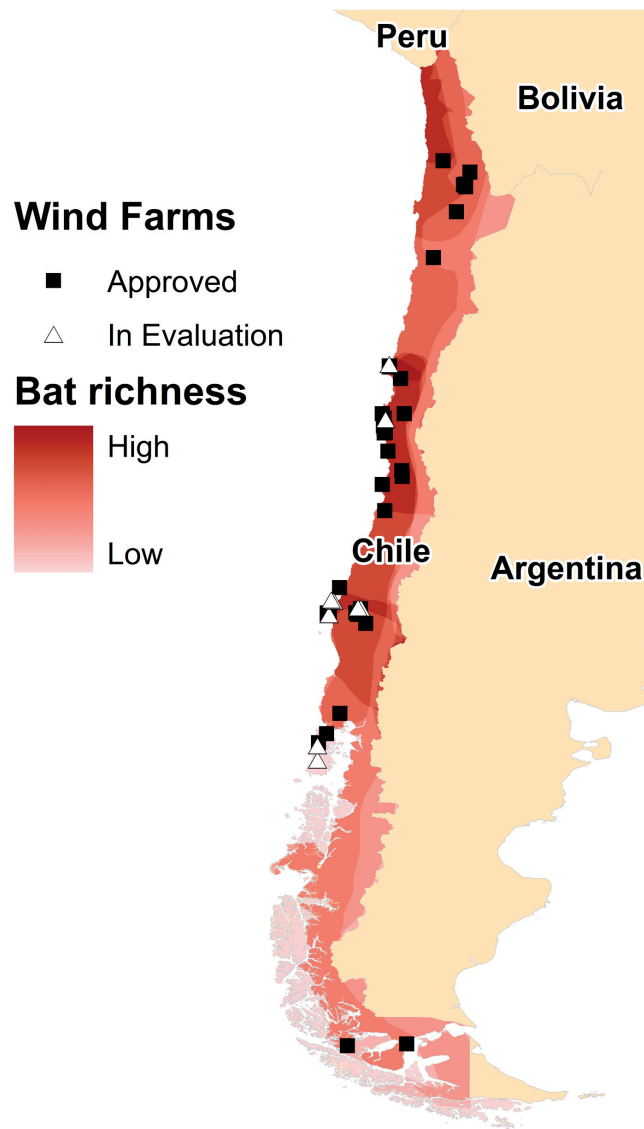 Peru
Bolivia
Wind Farms
Approved
In Evaluation
Bat richness
High
Low
Chile
Argentina